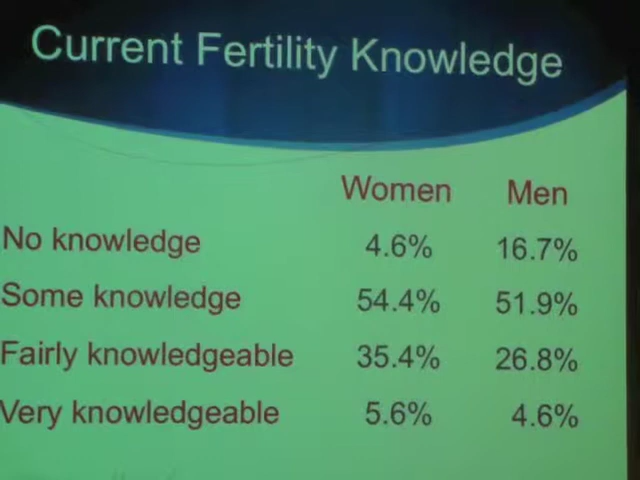 Current Fertility Knowledge
Women Men
No knowledge 4.6% 16.7%
Some knowledge 54.4% 51.9%
Fairly knowledgeable 35.4% 26.8%
Very knowledgeable 5.6% 4.6%